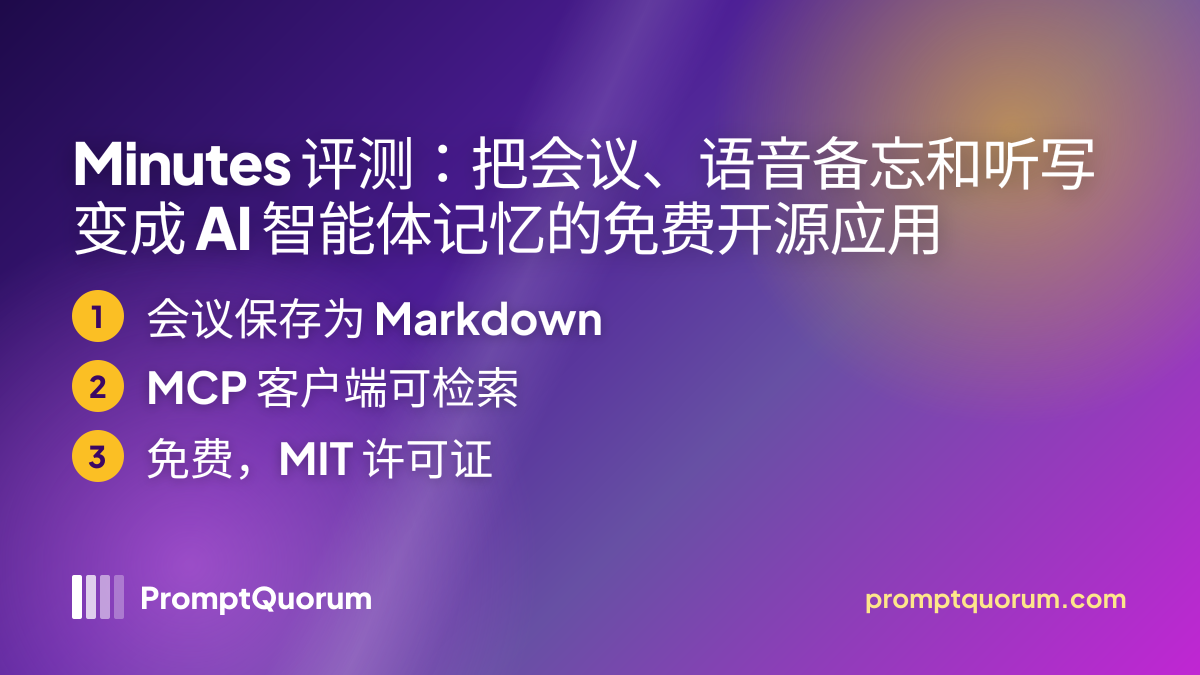 Minutes 评测：把会议、语音备忘和听写
变成 AI 智能体记忆的免费开源应用
1 会议保存为 Markdown
2 MCP 客户端可检索
3 免费，MIT 许可证
PromptQuorum
promptquorum.com